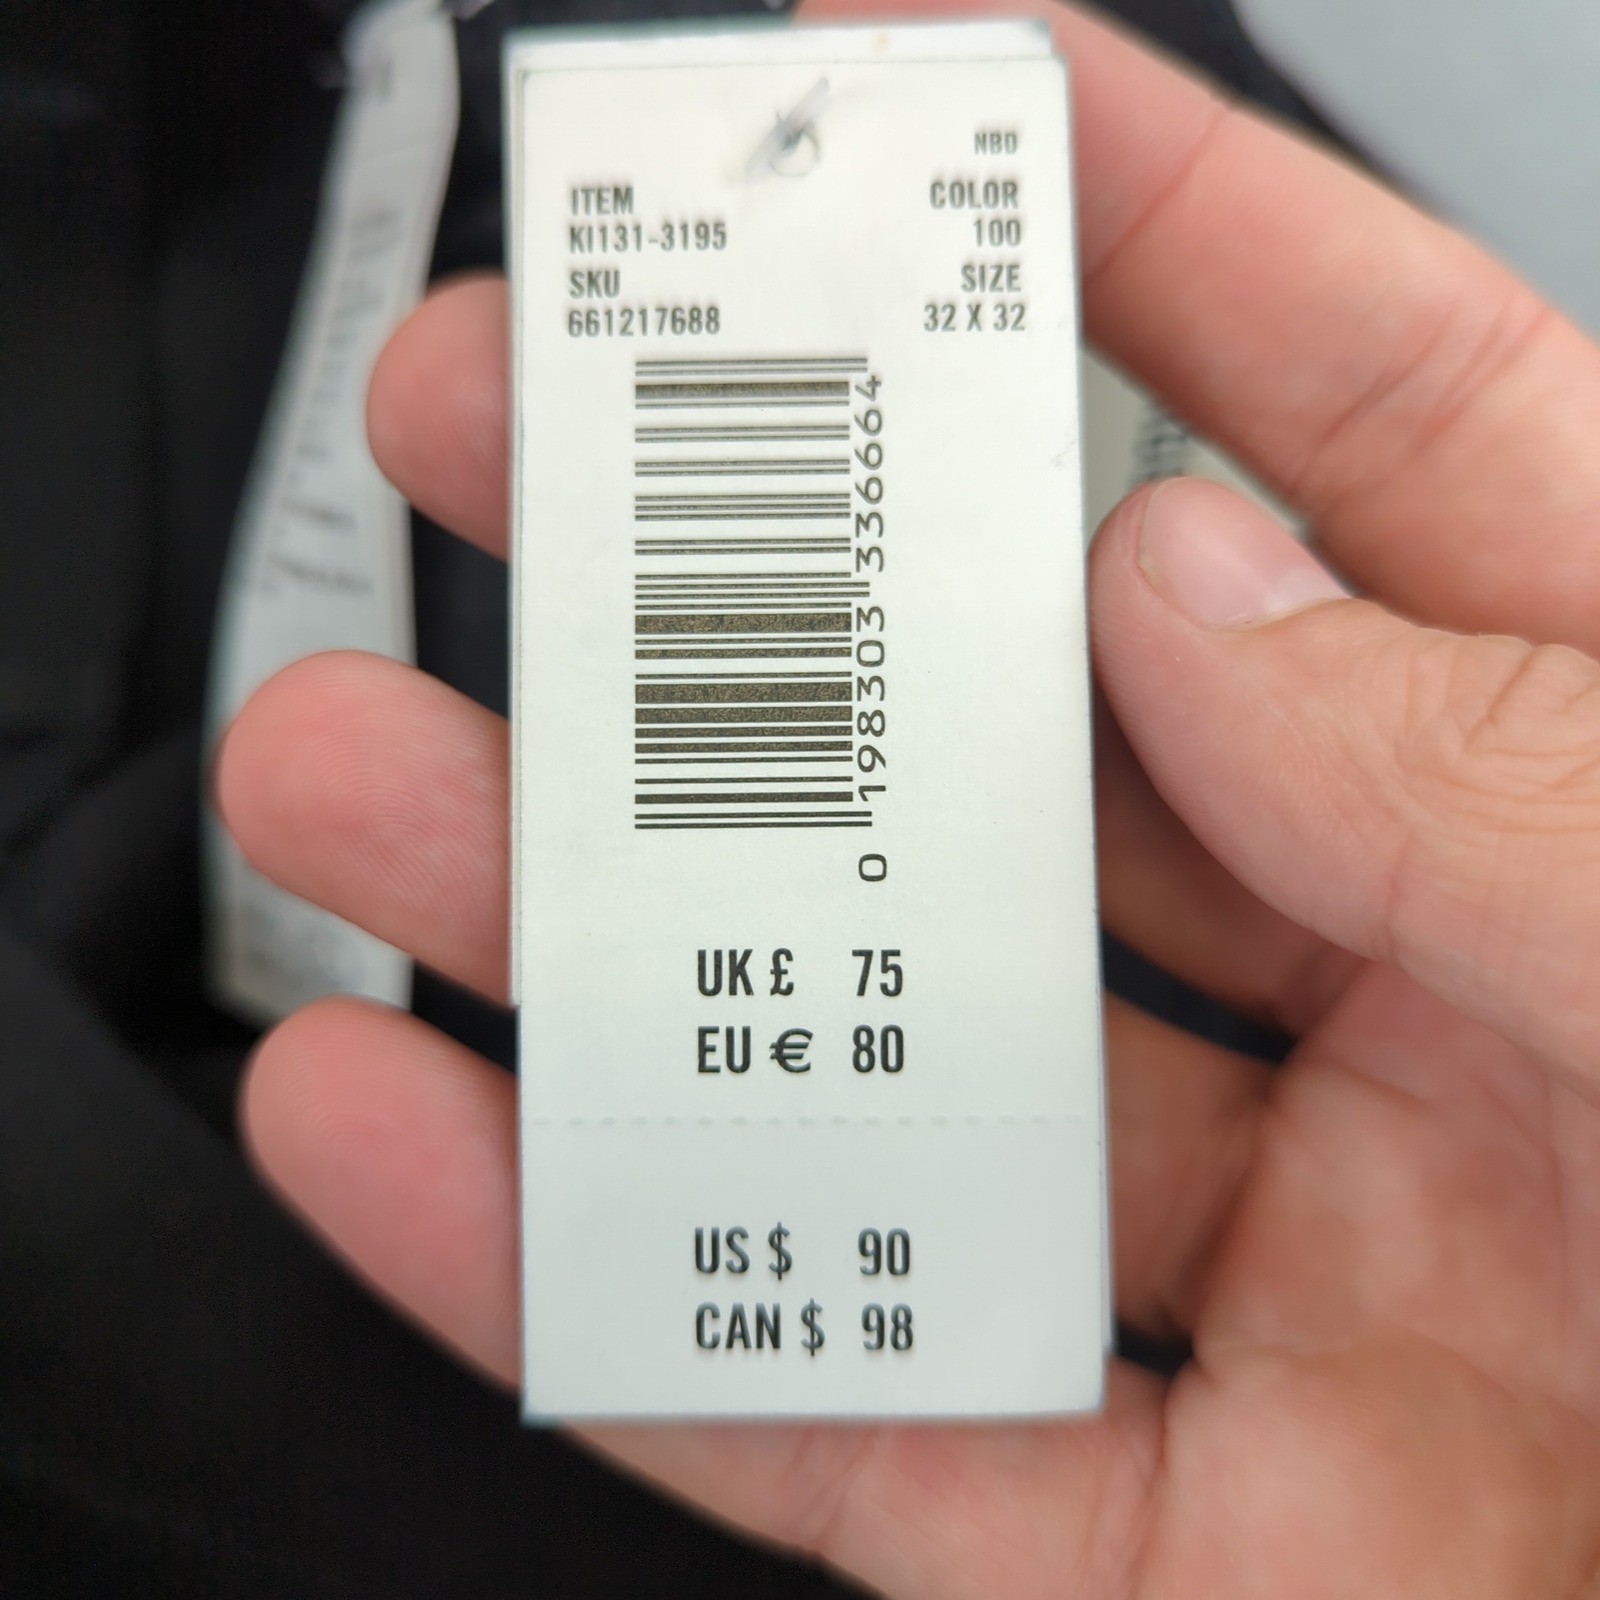 NBD
ITEM COLOR
KI131-3195 100
SKU SIZE
661217688 32 X 32
0 198303 336664
UK £ 75
EU € 80
US $ 90
CAN $ 98